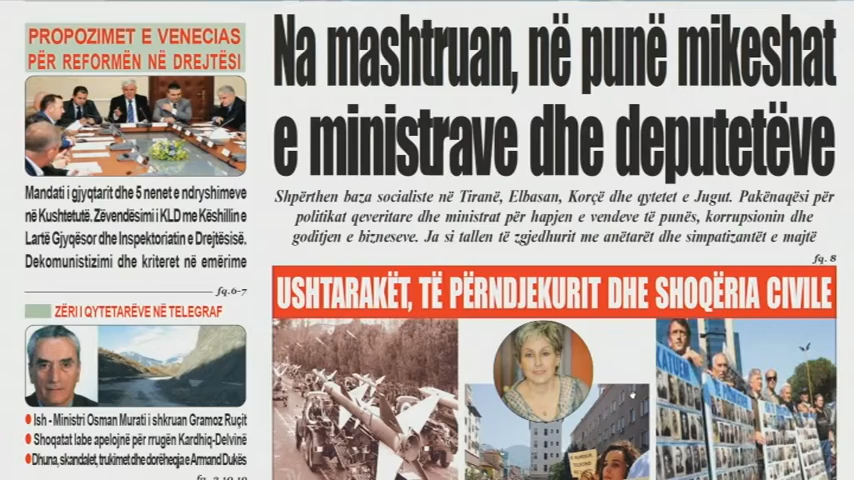 PROPOZIMET E VENECIAS
PËR REFORMËN NË DREJTËSI
Mandati i gjyqtarit dhe 5 nenet e ndryshimeve
në Kushtetutë. Zëvendësimi i KLD me Këshillin e
Lartë Gjyqësor dhe Inspektoriatin e Drejtësisë.
Dekomunistizimi dhe kriteret në emërime
fq.6-7
ZËRI I QYTETARËVE NË TELEGRAF
Ish - Ministri Osman Murati i shkruan Gramoz Ruçit
Shoqatat labe apelojnë për rrugën Kardhiq-Delvinë
Dhuna, skandalet, trukimet dhe dorëheqja e Armand Dukës
Na mashtruan, në punë mikeshat
e ministrave dhe deputetëve
Shpërthen baza socialiste në Tiranë, Elbasan, Korçë dhe qytetet e Jugut. Pakënaqësi për
politikat qeveritare dhe ministrat për hapjen e vendeve të punës, korrupsionin dhe
goditjen e bizneseve. Ja si tallen të zgjedhurit me anëtarët dhe simpatizantët e majtë
fq. 8
USHTARAKËT, TË PËRNDJEKURIT DHE SHOQËRIA CIVILE